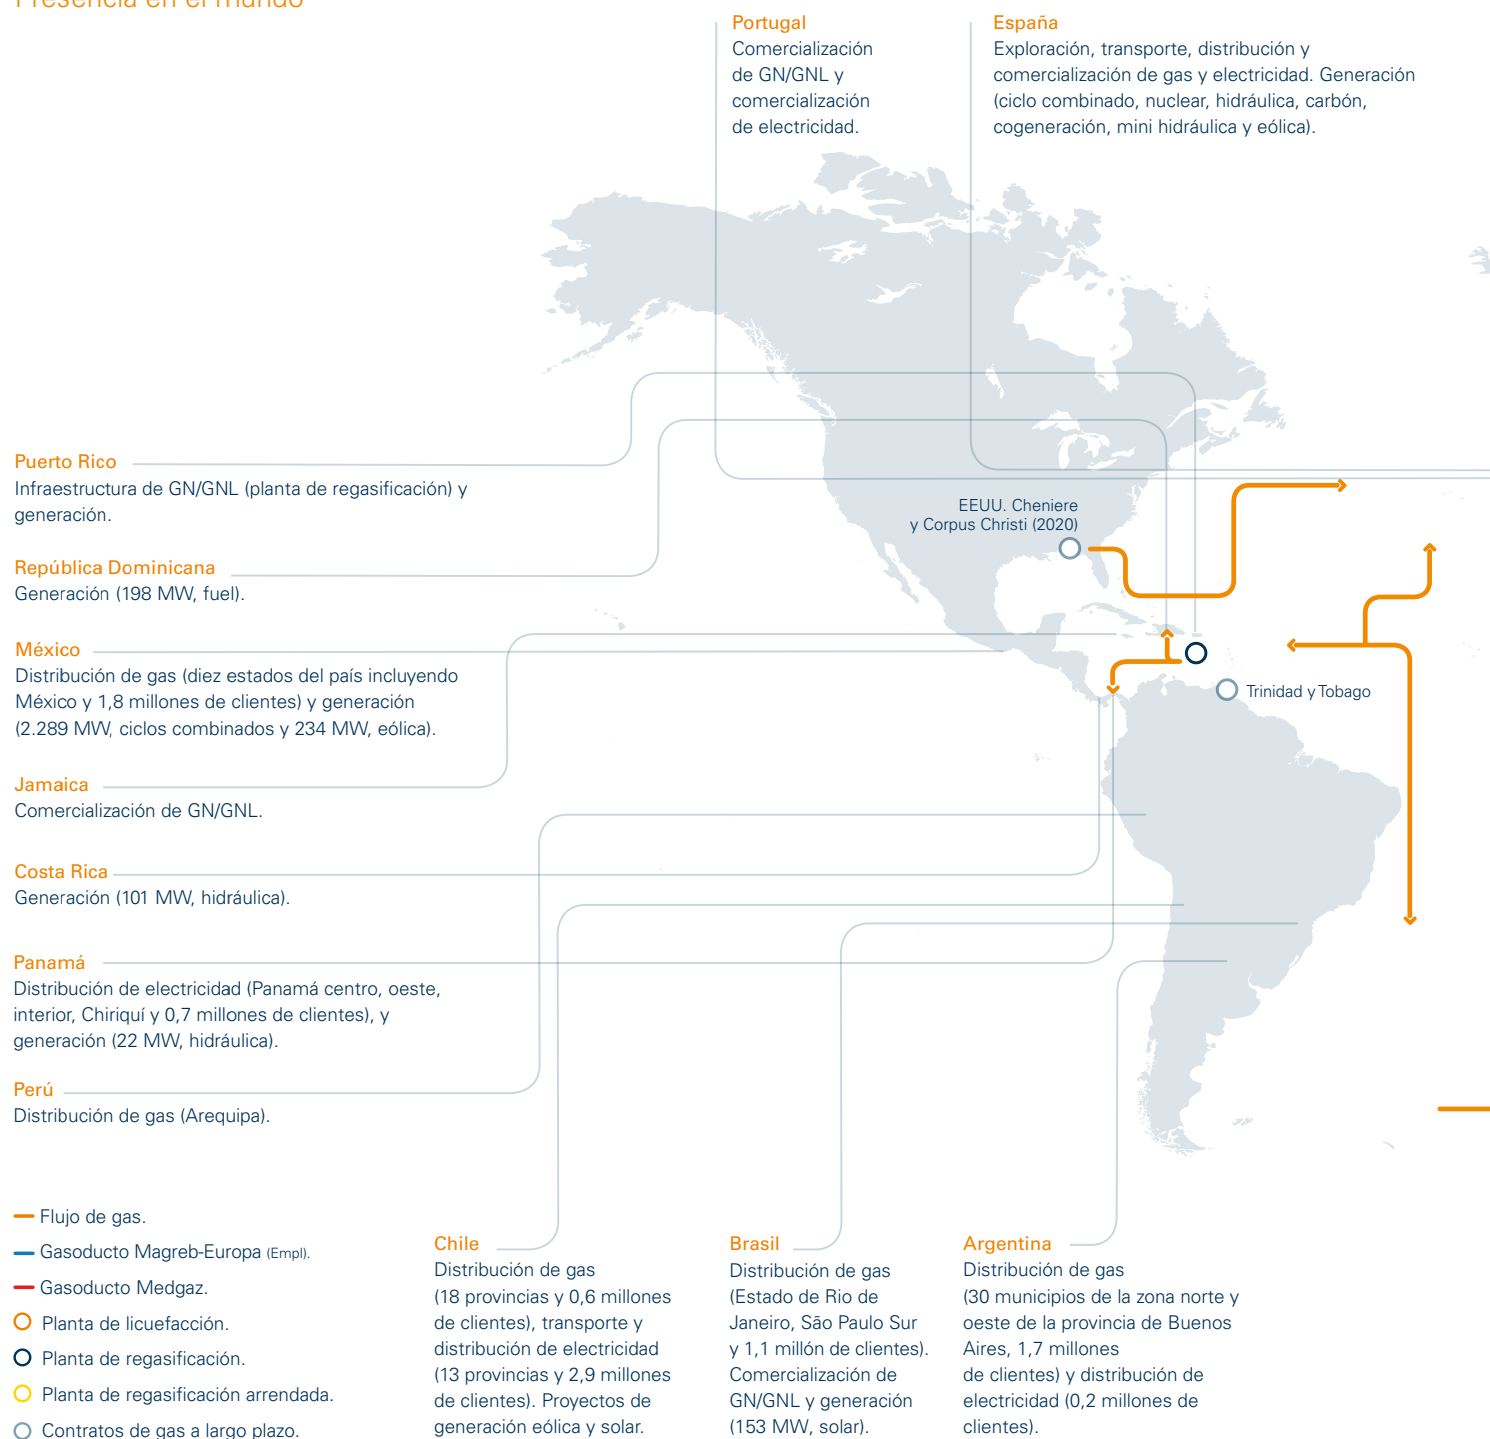 Presencia en el mundo
Portugal
Comercialización
de GN/GNL y
comercialización
de electricidad.
España
Exploración, transporte, distribución y
comercialización de gas y electricidad. Generación
(ciclo combinado, nuclear, hidráulica, carbón,
cogeneración, mini hidráulica y eólica).
Puerto Rico
Infraestructura de GN/GNL (planta de regasificación) y
generación.
República Dominicana
Generación (198 MW, fuel).
México
Distribución de gas (diez estados del país incluyendo
México y 1,8 millones de clientes) y generación
(2.289 MW, ciclos combinados y 234 MW, eólica).
Jamaica
Comercialización de GN/GNL.
Costa Rica
Generación (101 MW, hidráulica).
Panamá
Distribución de electricidad (Panamá centro, oeste,
interior, Chiriquí y 0,7 millones de clientes), y
generación (22 MW, hidráulica).
Perú
Distribución de gas (Arequipa).
EEUU. Cheniere
y Corpus Christi (2020)
Trinidad y Tobago
Flujo de gas.
Gasoducto Magreb-Europa (Empl).
Gasoducto Medgaz.
Planta de licuefacción.
Planta de regasificación.
Planta de regasificación arrendada.
Contratos de gas a largo plazo.
Chile
Distribución de gas
(18 provincias y 0,6 millones
de clientes), transporte y
distribución de electricidad
(13 provincias y 2,9 millones
de clientes). Proyectos de
generación eólica y solar.
Brasil
Distribución de gas
(Estado de Rio de
Janeiro, São Paulo Sur
y 1,1 millón de clientes).
Comercialización de
GN/GNL y generación
(153 MW, solar).
Argentina
Distribución de gas
(30 municipios de la zona norte y
oeste de la provincia de Buenos
Aires, 1,7 millones
de clientes) y distribución de
electricidad (0,2 millones de
clientes).